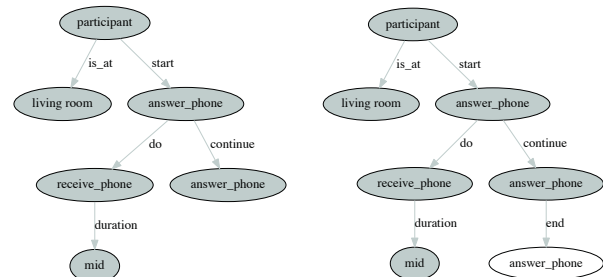 participant
is_at
start
living room
answer_phone
do
continue
receive_phone
answer_phone
duration
mid
participant
is_at
start
living room
answer_phone
do
continue
receive_phone
answer_phone
duration
end
mid
answer_phone